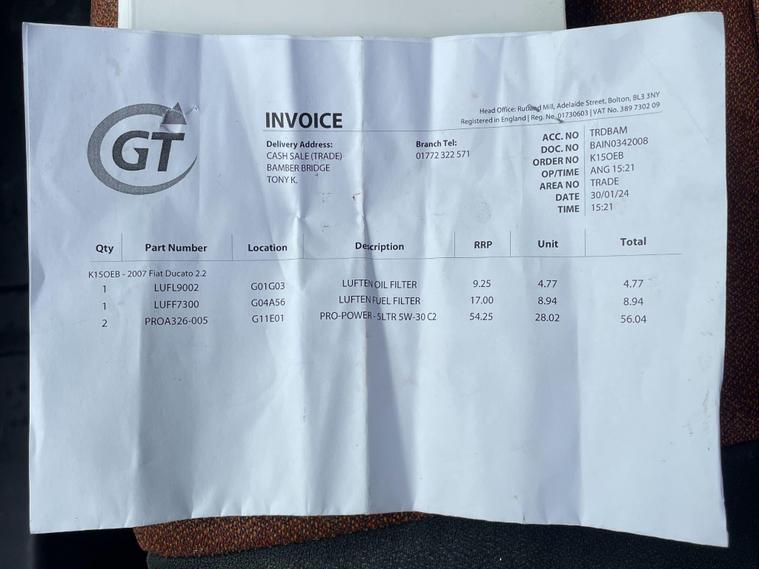 GT
INVOICE
Head Office: Rutland Mill, Adelaide Street, Bolton, BL3 3NY
Registered in England | Reg. No. 01730603 | VAT No. 389 7302 09
Delivery Address:
CASH SALE (TRADE)
BAMBER BRIDGE
TONY K.
Branch Tel:
01772 322 571
ACC. NO TRDBAM
DOC. NO BAIN0342008
ORDER NO K15OEB
OP/TIME ANG 15:21
AREA NO TRADE
DATE 30/01/24
TIME 15:21
Qty Part Number Location Description RRP Unit Total
K15OEB - 2007 Fiat Ducato 2.2
1 LUFL9002 G01G03 LUFTEN OIL FILTER 9.25 4.77 4.77
1 LUFF7300 G04A56 LUFTEN FUEL FILTER 17.00 8.94 8.94
2 PROA326-005 G11E01 PRO-POWER - 5LTR 5W-30 C2 54.25 28.02 56.04